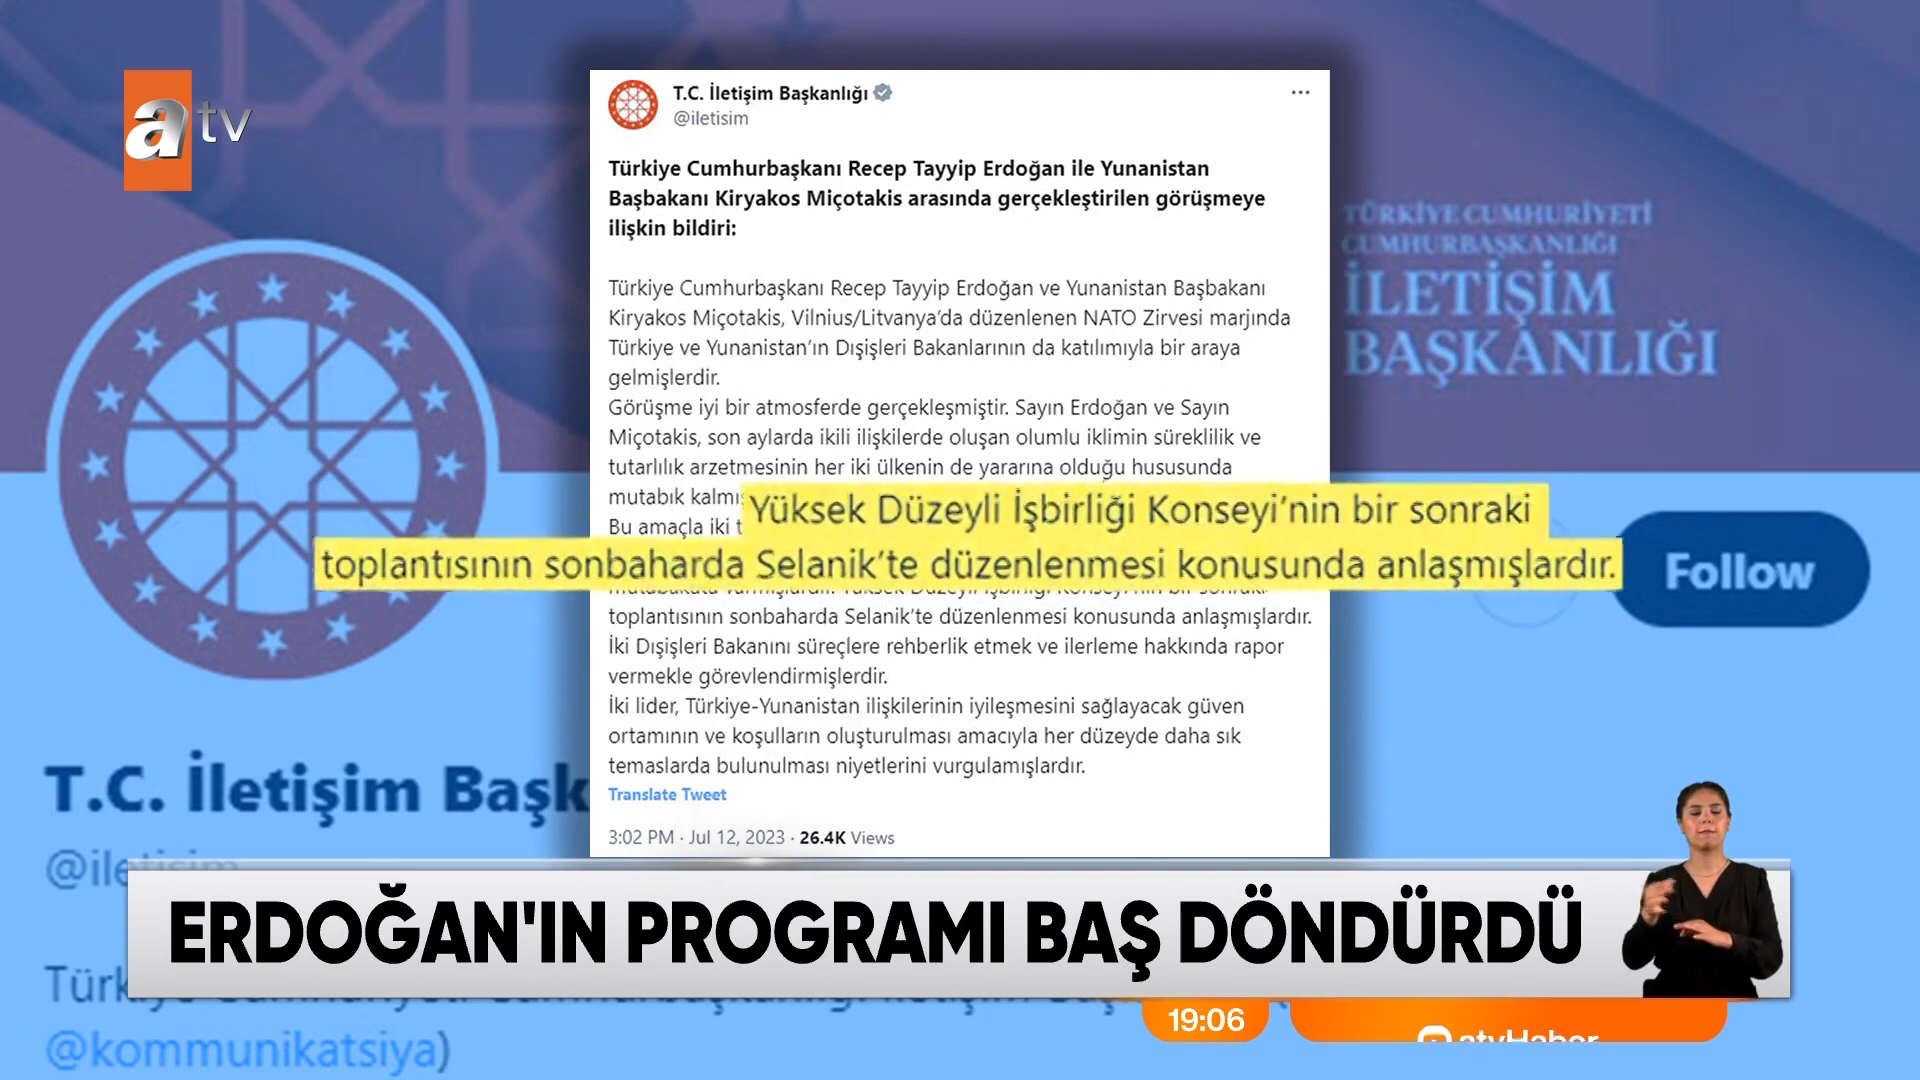 atv
T.C. İletişim Başkanlığı
@iletisim
Türkiye Cumhurbaşkanı Recep Tayyip Erdoğan ile Yunanistan
Başbakanı Kiryakos Miçotakis arasında gerçekleştirilen görüşmeye
ilişkin bildiri:
Türkiye Cumhurbaşkanı Recep Tayyip Erdoğan ve Yunanistan Başbakanı
Kiryakos Miçotakis, Vilnius/Litvanya'da düzenlenen NATO Zirvesi marjında
Türkiye ve Yunanistan'ın Dışişleri Bakanlarının da katılımıyla bir araya
gelmişlerdir.
Görüşme iyi bir atmosferde gerçekleşmiştir. Sayın Erdoğan ve Sayın
Miçotakis, son aylarda ikili ilişkilerde oluşan olumlu iklimin süreklilik ve
tutarlılık arzetmesinin her iki ülkenin de yararına olduğu hususunda
mutabık kalmış
Bu amaçla iki
Yüksek Düzeyli İşbirliği Konseyi'nin bir sonraki
toplantısının sonbaharda Selanik'te düzenlenmesi konusunda anlaşmışlardır.
toplantısının sonbaharda Selanik'te düzenlenmesi konusunda anlaşmışlardır.
İki Dışişleri Bakanını süreçlere rehberlik etmek ve ilerleme hakkında rapor
vermekle görevlendirmişlerdir.
İki lider, Türkiye-Yunanistan ilişkilerinin iyileşmesini sağlayacak güven
ortamının ve koşulların oluşturulması amacıyla her düzeyde daha sık
temaslarda bulunulması niyetlerini vurgulamışlardır.
Translate Tweet
3:02 PM · Jul 12, 2023 · 26.4K Views
TÜRKİYE CUMHURİYETİ
CUMHURBAŞKANLIĞI
İLETİŞİM
BAŞKANLIĞI
Follow
T.C. İletişim Başk
@iletisim
@kommunikatsiya)
ERDOĞAN'IN PROGRAMI BAŞ DÖNDÜRDÜ
19:06
atvHaber